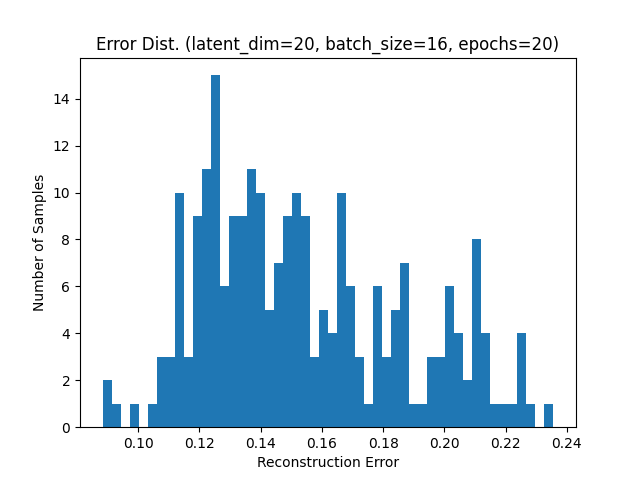 Error Dist. (latent_dim=20, batch_size=16, epochs=20)
14
12
10
8
6
4
2
0
Number of Samples
0.10 0.12 0.14 0.16 0.18 0.20 0.22 0.24
Reconstruction Error